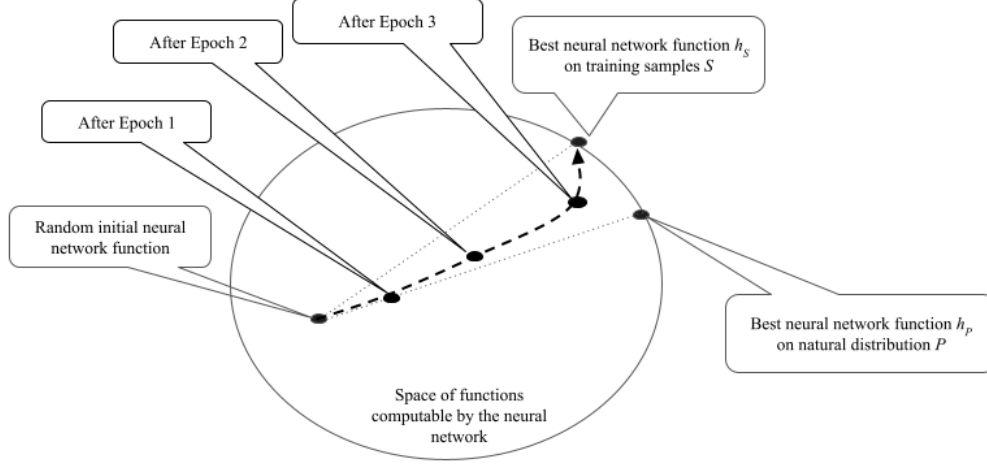 After Epoch 3
After Epoch 2
Best neural network function h_S
on training samples S
After Epoch 1
Random initial neural
network function
Best neural network function h_P
on natural distribution P
Space of functions
computable by the neural
network